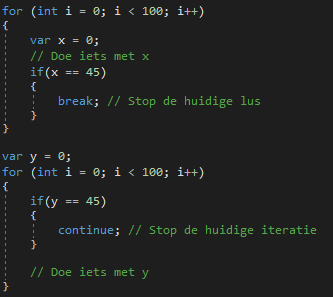 for (int i = 0; i < 100; i++)
{
    var x = 0;
    // Doe iets met x
    if(x == 45)
    {
        break; // Stop de huidige lus
    }
}

var y = 0;
for (int i = 0; i < 100; i++)
{
    if(y == 45)
    {
        continue; // Stop de huidige iteratie
    }

    // Doe iets met y
}